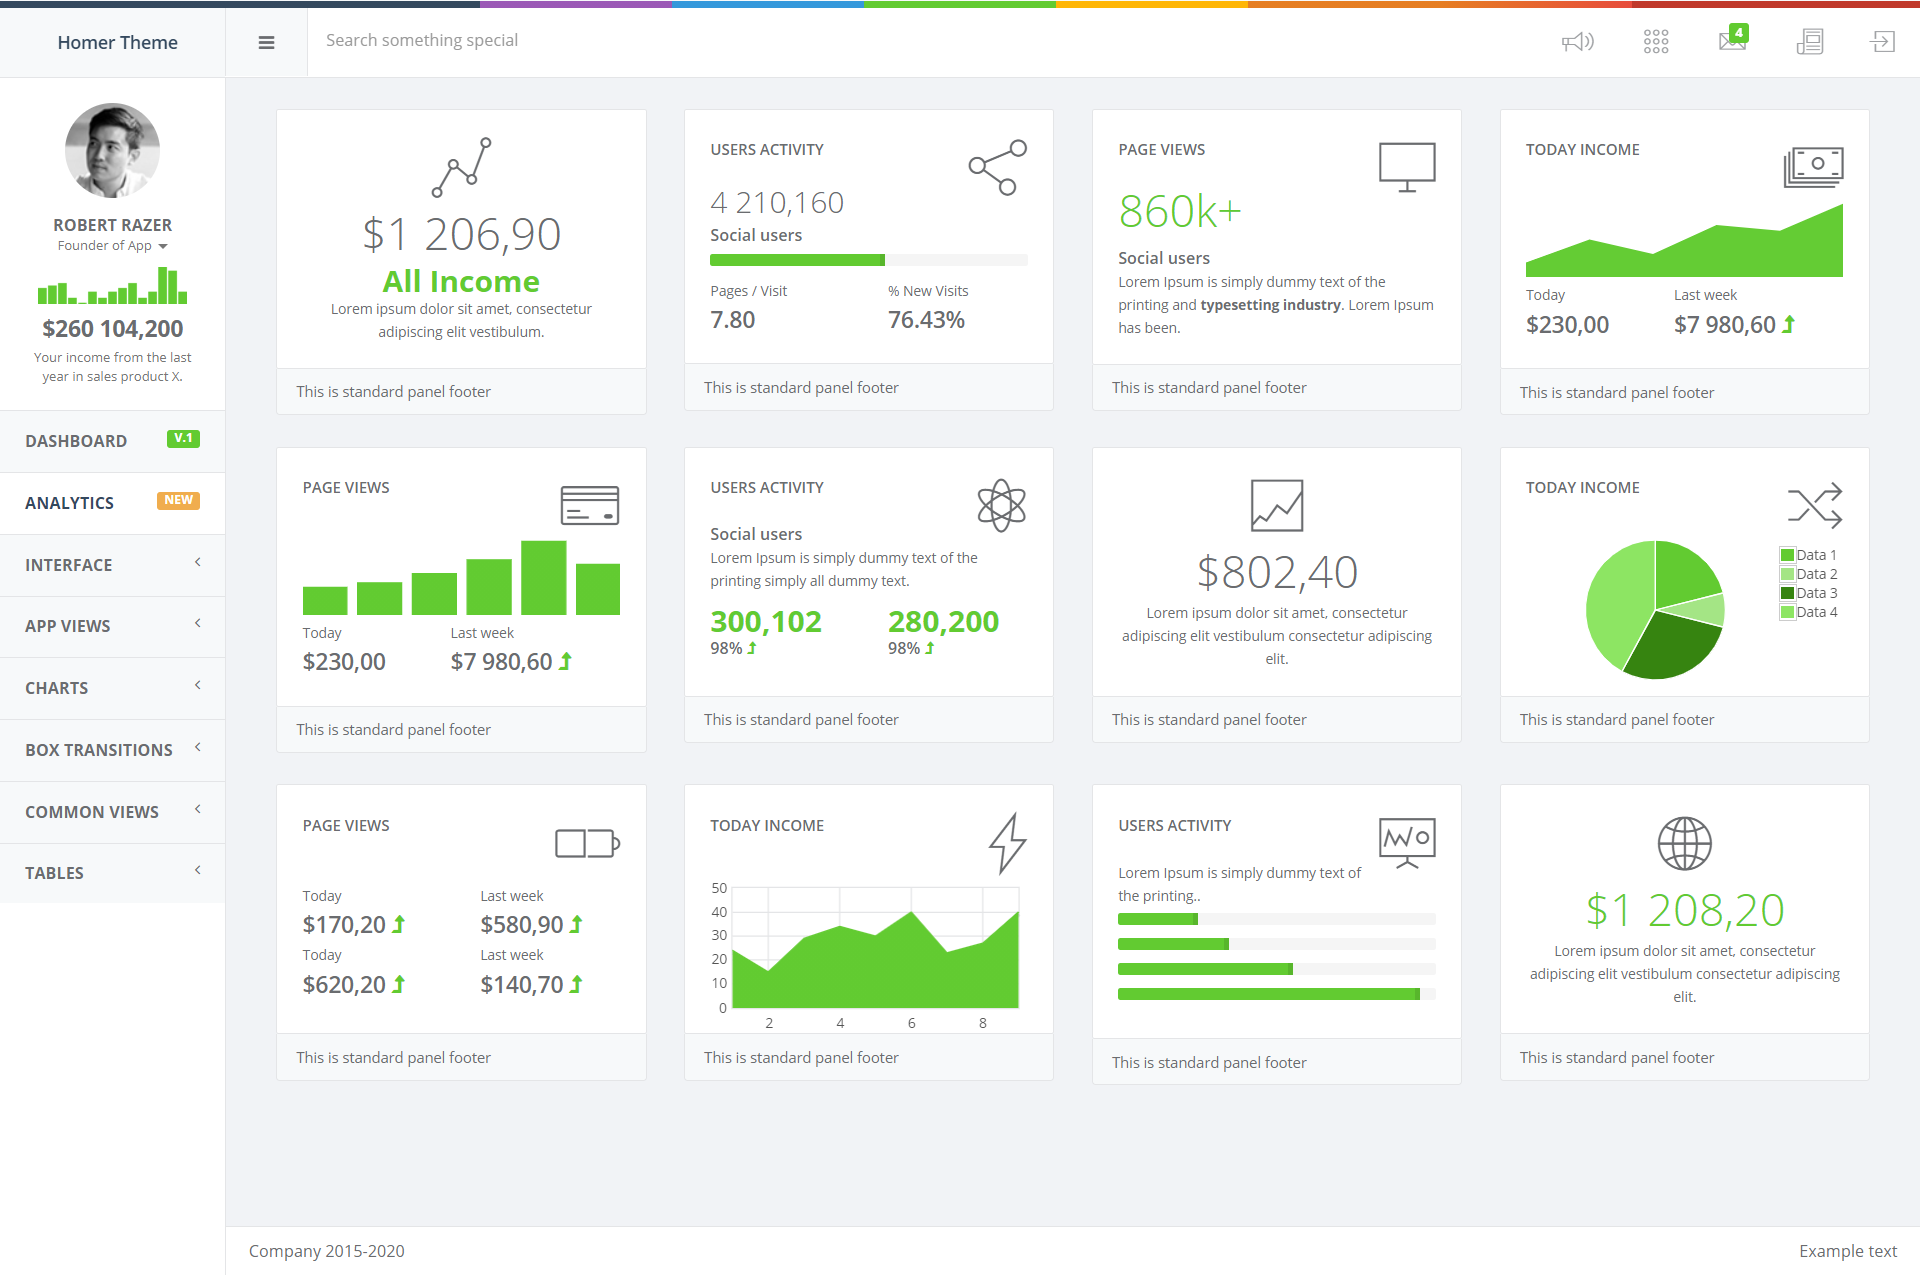 Homer Theme
Search something special
4
ROBERT RAZER
Founder of App
$260 104,200
Your income from the last
year in sales product X.
DASHBOARD
V.1
ANALYTICS
NEW
INTERFACE
APP VIEWS
CHARTS
BOX TRANSITIONS
COMMON VIEWS
TABLES
$1 206,90
All Income
Lorem ipsum dolor sit amet, consectetur
adipiscing elit vestibulum.
This is standard panel footer
USERS ACTIVITY
4 210,160
Social users
Pages / Visit
7.80
% New Visits
76.43%
This is standard panel footer
PAGE VIEWS
860k+
Social users
Lorem Ipsum is simply dummy text of the
printing and typesetting industry. Lorem Ipsum
has been.
This is standard panel footer
TODAY INCOME
Today
$230,00
Last week
$7 980,60
This is standard panel footer
PAGE VIEWS
Today
$230,00
Last week
$7 980,60
This is standard panel footer
USERS ACTIVITY
Social users
Lorem Ipsum is simply dummy text of the
printing simply all dummy text.
300,102
98%
280,200
98%
This is standard panel footer
$802,40
Lorem ipsum dolor sit amet, consectetur
adipiscing elit vestibulum consectetur adipiscing
elit.
This is standard panel footer
TODAY INCOME
Data 1
Data 2
Data 3
Data 4
This is standard panel footer
PAGE VIEWS
Today
$170,20
Last week
$580,90
Today
$620,20
Last week
$140,70
This is standard panel footer
TODAY INCOME
50
40
30
20
10
0
2 4 6 8
This is standard panel footer
USERS ACTIVITY
Lorem Ipsum is simply dummy text of
the printing..
This is standard panel footer
$1 208,20
Lorem ipsum dolor sit amet, consectetur
adipiscing elit vestibulum consectetur adipiscing
elit.
This is standard panel footer
Company 2015-2020
Example text